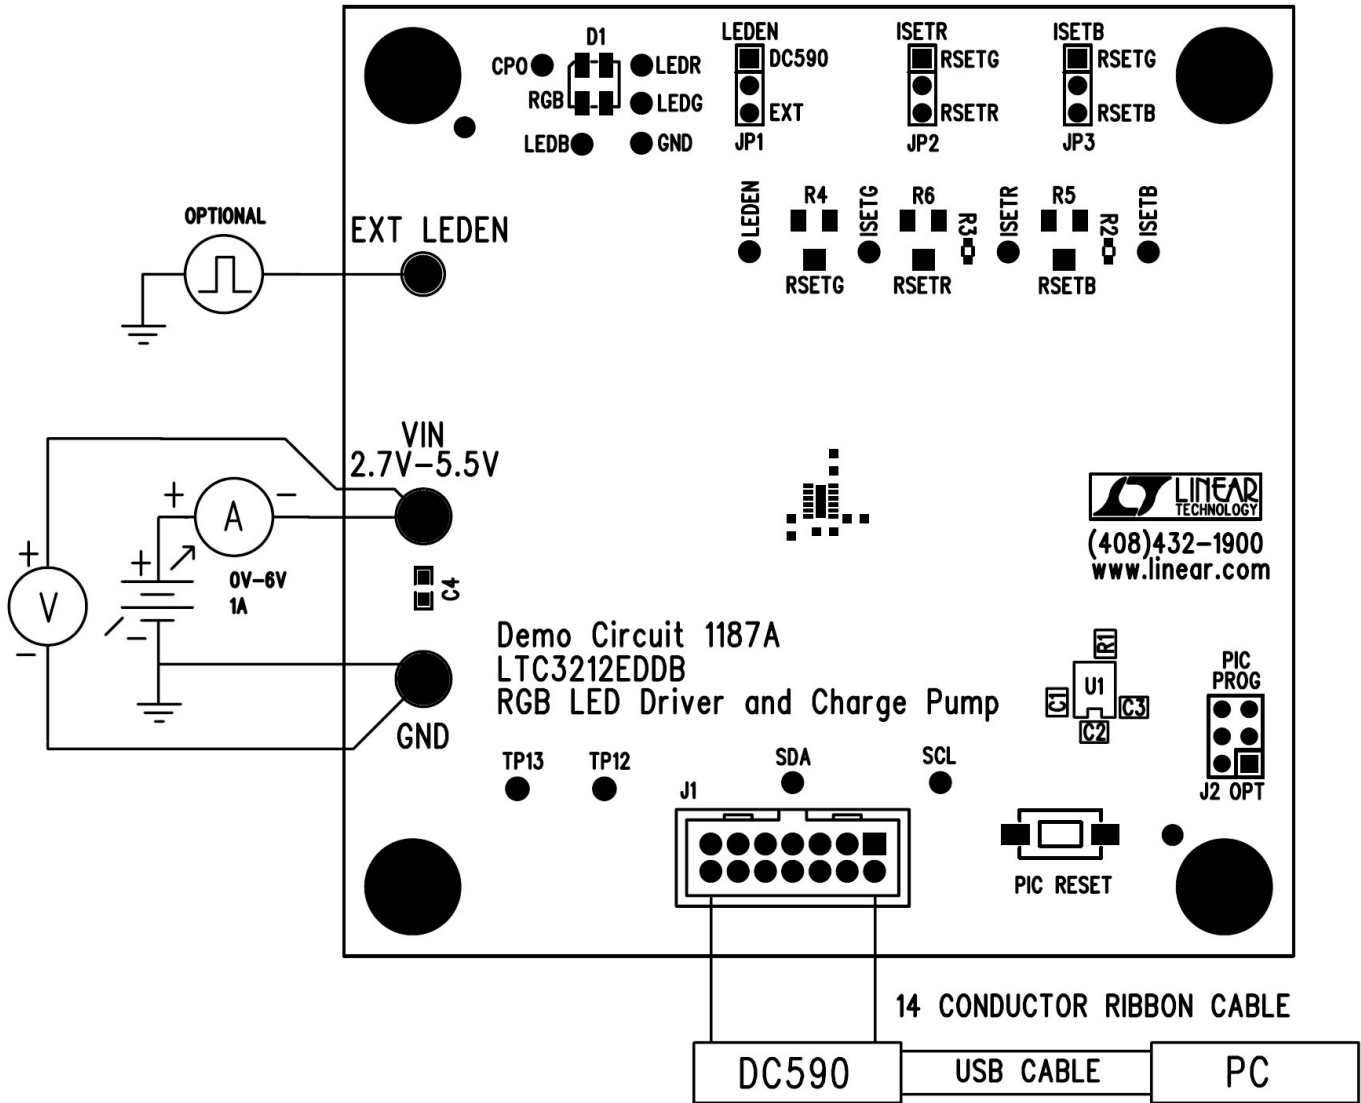 D1
CPO
LEDR
RGB
LEDG
LEDB
GND
LEDEN
DC590
EXT
JP1
ISETR
RSETG
RSETR
JP2
ISETB
RSETG
RSETB
JP3
OPTIONAL
EXT LEDEN
LEDEN
R4
RSETG
ISETG
R6
RSETR
R3
ISETR
R5
RSETB
R2
ISETB
VIN
2.7V-5.5V
+
A
-
+
V
-
+
-
0V-6V
1A
C4
GND
LINEAR
TECHNOLOGY
(408)432-1900
www.linear.com
Demo Circuit 1187A
LTC3212EDDB
RGB LED Driver and Charge Pump
R1
U1
C1
C3
C2
PIC
PROG
J2 OPT
TP13
TP12
SDA
SCL
J1
PIC RESET
14 CONDUCTOR RIBBON CABLE
DC590
USB CABLE
PC